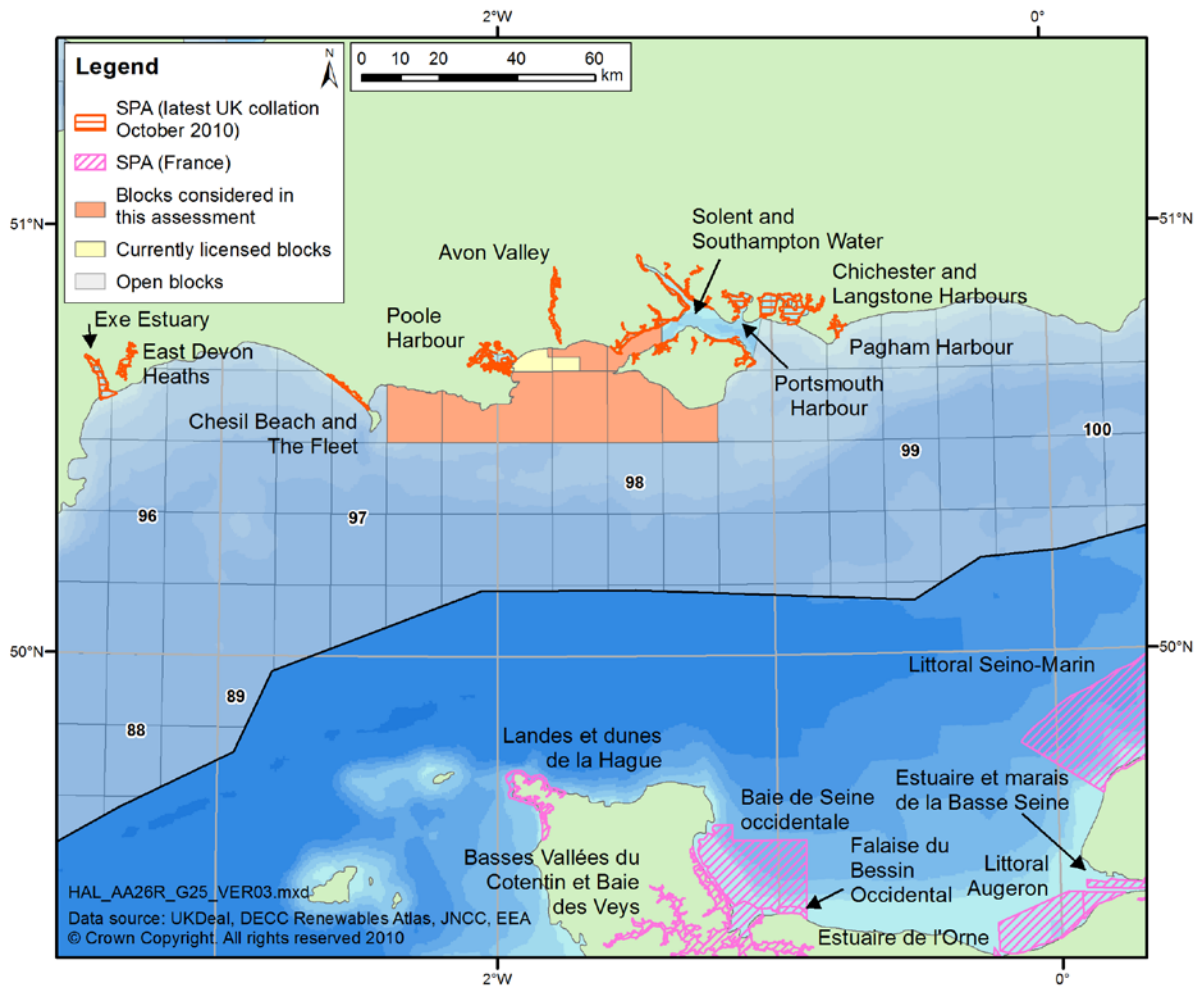 2°W
0°
Legend
N
0 10 20 40 60
km
SPA (latest UK collation
October 2010)
SPA (France)
Blocks considered in
this assessment
Currently licensed blocks
Open blocks
51°N
51°N
Solent and
Southampton Water
Avon Valley
Chichester and
Langstone Harbours
Exe Estuary
Poole
Harbour
East Devon
Heaths
Pagham Harbour
Portsmouth
Harbour
Chesil Beach and
The Fleet
100
99
98
96
97
50°N
50°N
Littoral Seino-Marin
89
88
Landes et dunes
de la Hague
Estuaire et marais
de la Basse Seine
Baie de Seine
occidentale
Falaise du
Bessin
Occidental
Basses Vallées du
Cotentin et Baie
des Veys
Littoral
Augeron
Estuaire de l'Orne
HAL_AA26R_G25_VER03.mxd
Data source: UKDeal, DECC Renewables Atlas, JNCC, EEA
© Crown Copyright. All rights reserved 2010
2°W
0°